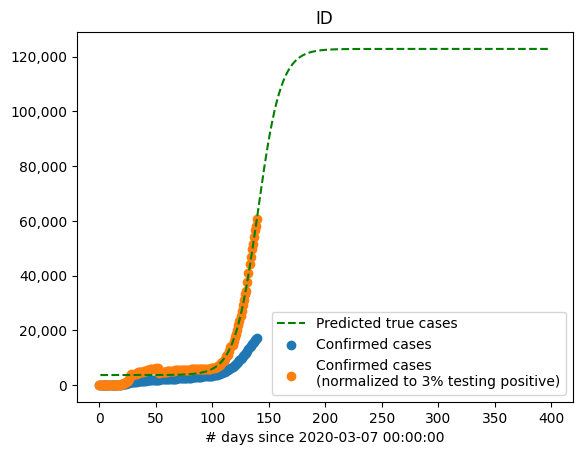 ID
120,000
100,000
80,000
60,000
40,000
20,000
0
0 50 100 150 200 250 300 350 400
# days since 2020-03-07 00:00:00
Predicted true cases
Confirmed cases
Confirmed cases
(normalized to 3% testing positive)